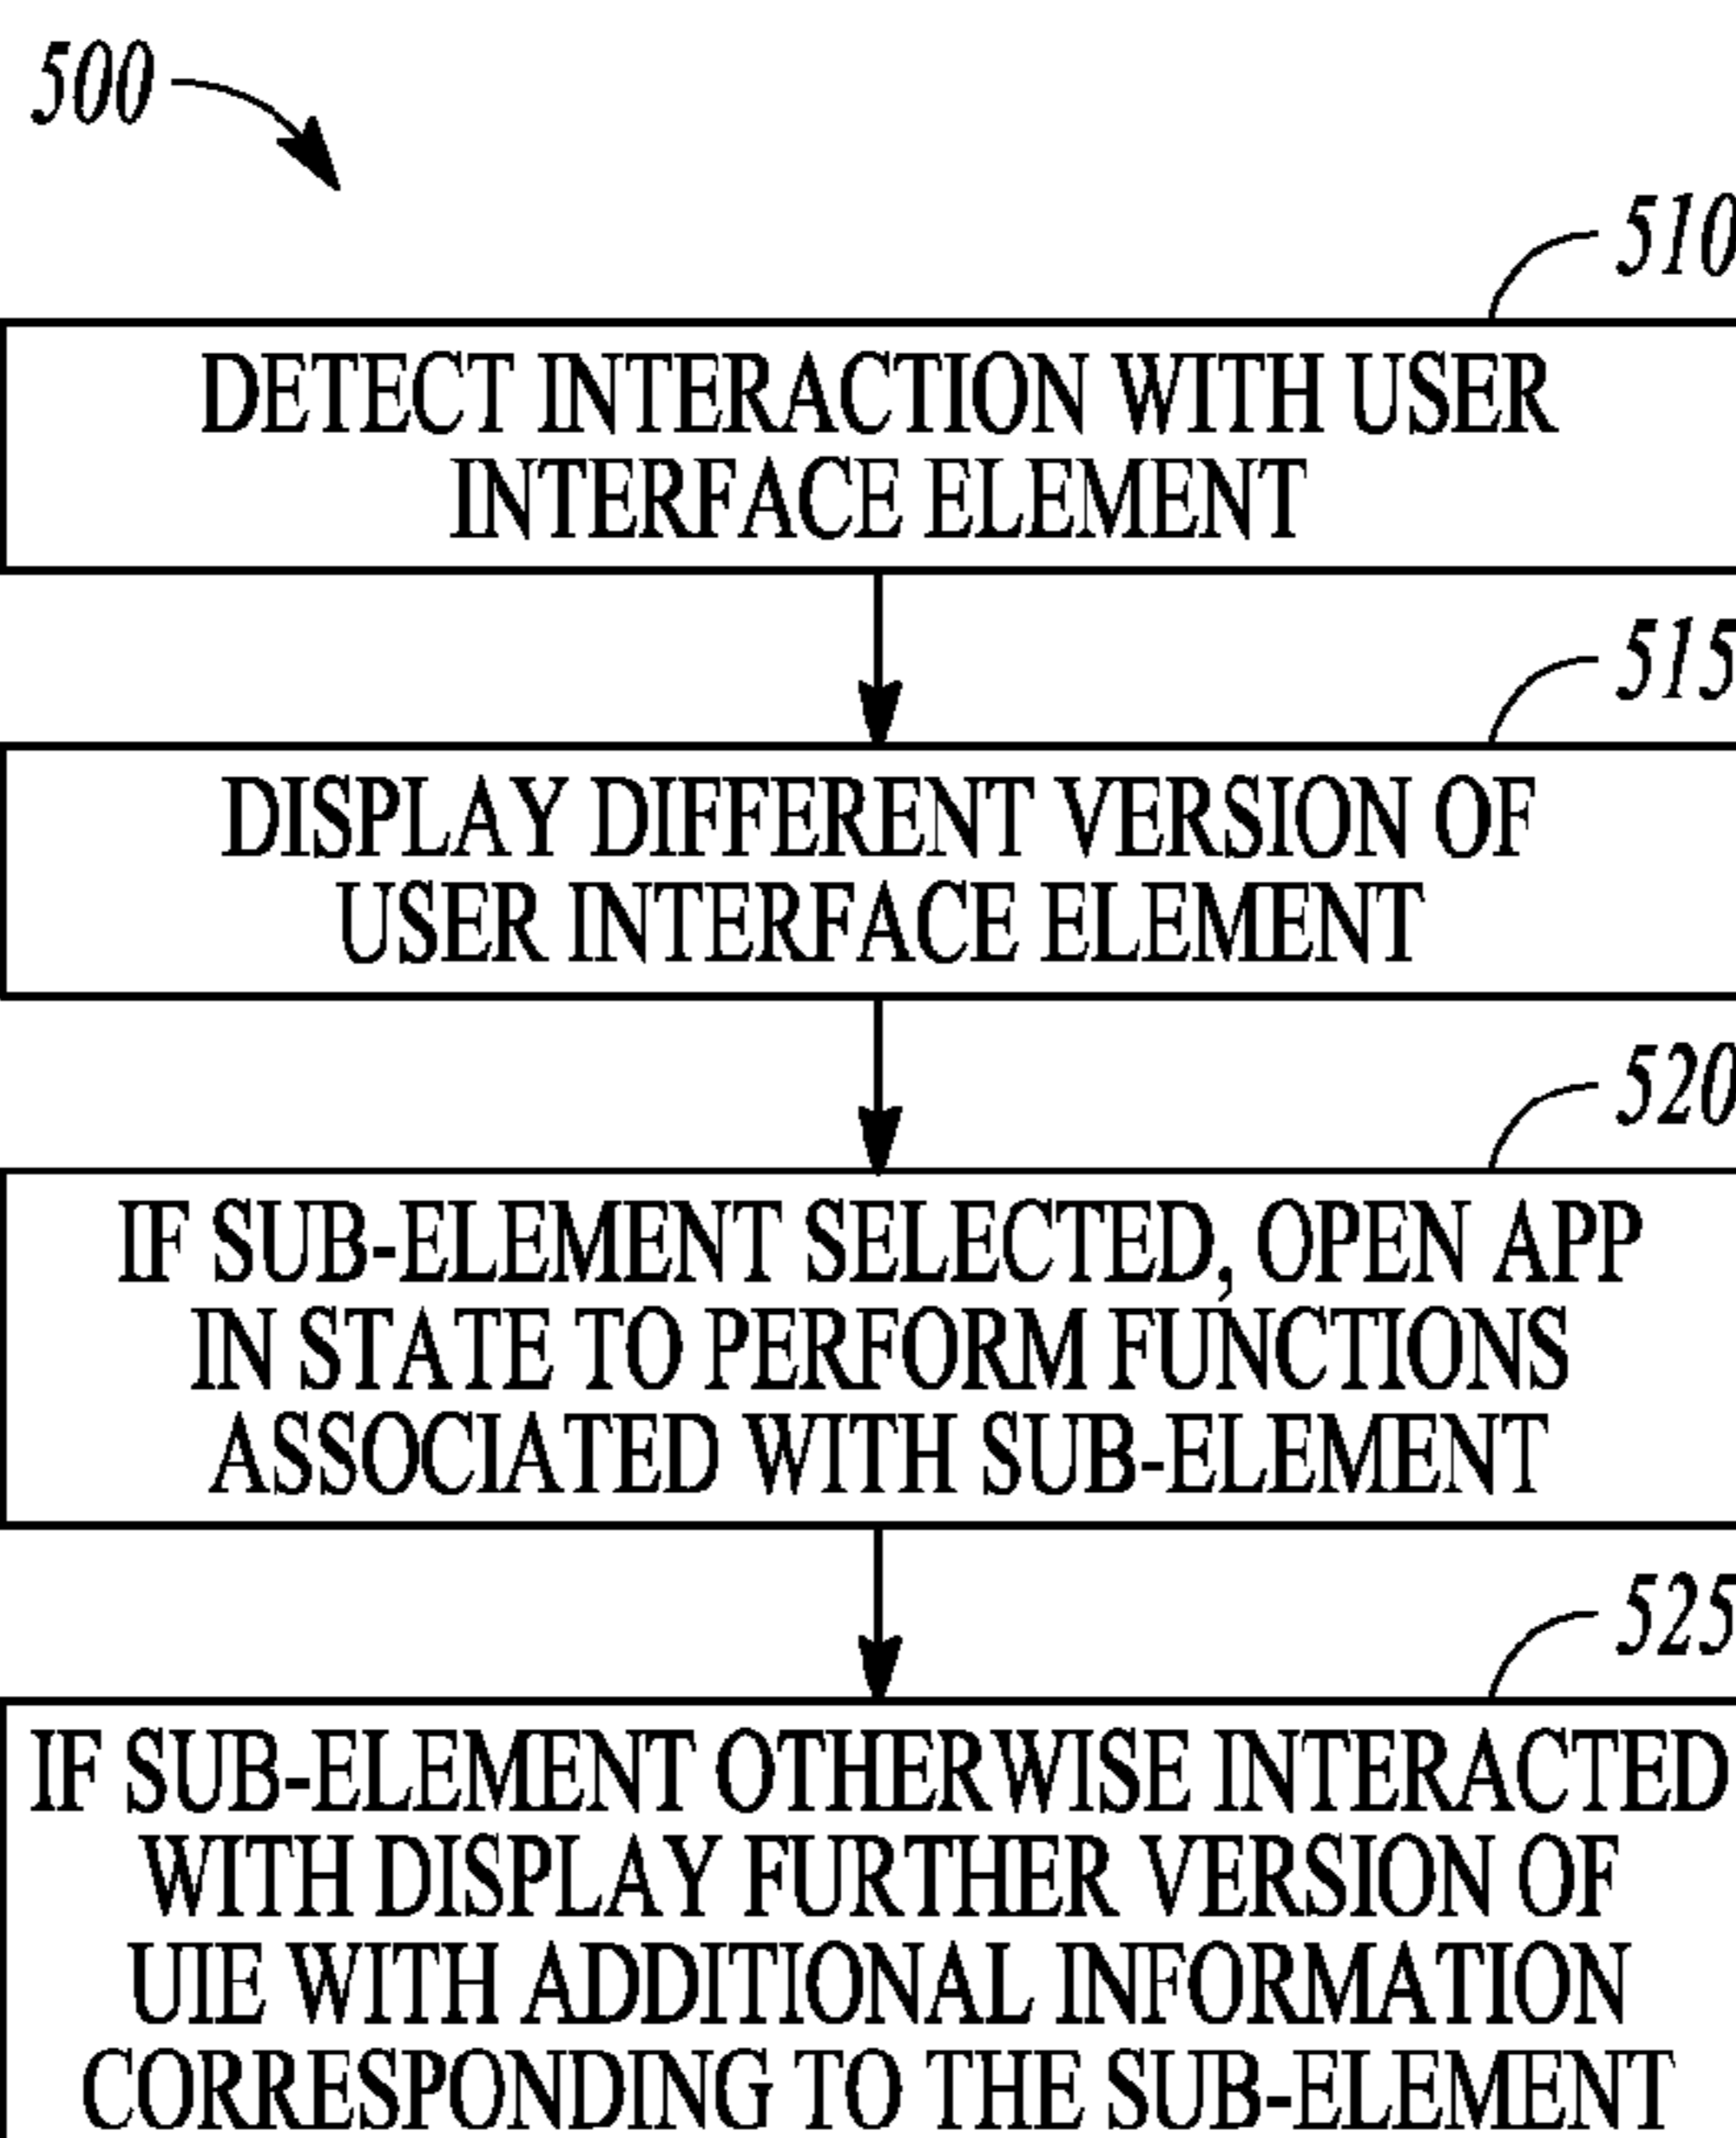 500
510
DETECT INTERACTION WITH USER
INTERFACE ELEMENT
515
DISPLAY DIFFERENT VERSION OF
USER INTERFACE ELEMENT
520
IF SUB-ELEMENT SELECTED, OPEN APP
IN STATE TO PERFORM FUNCTIONS
ASSOCIATED WITH SUB-ELEMENT
525
IF SUB-ELEMENT OTHERWISE INTERACTED
WITH DISPLAY FURTHER VERSION OF
UIE WITH ADDITIONAL INFORMATION
CORRESPONDING TO THE SUB-ELEMENT